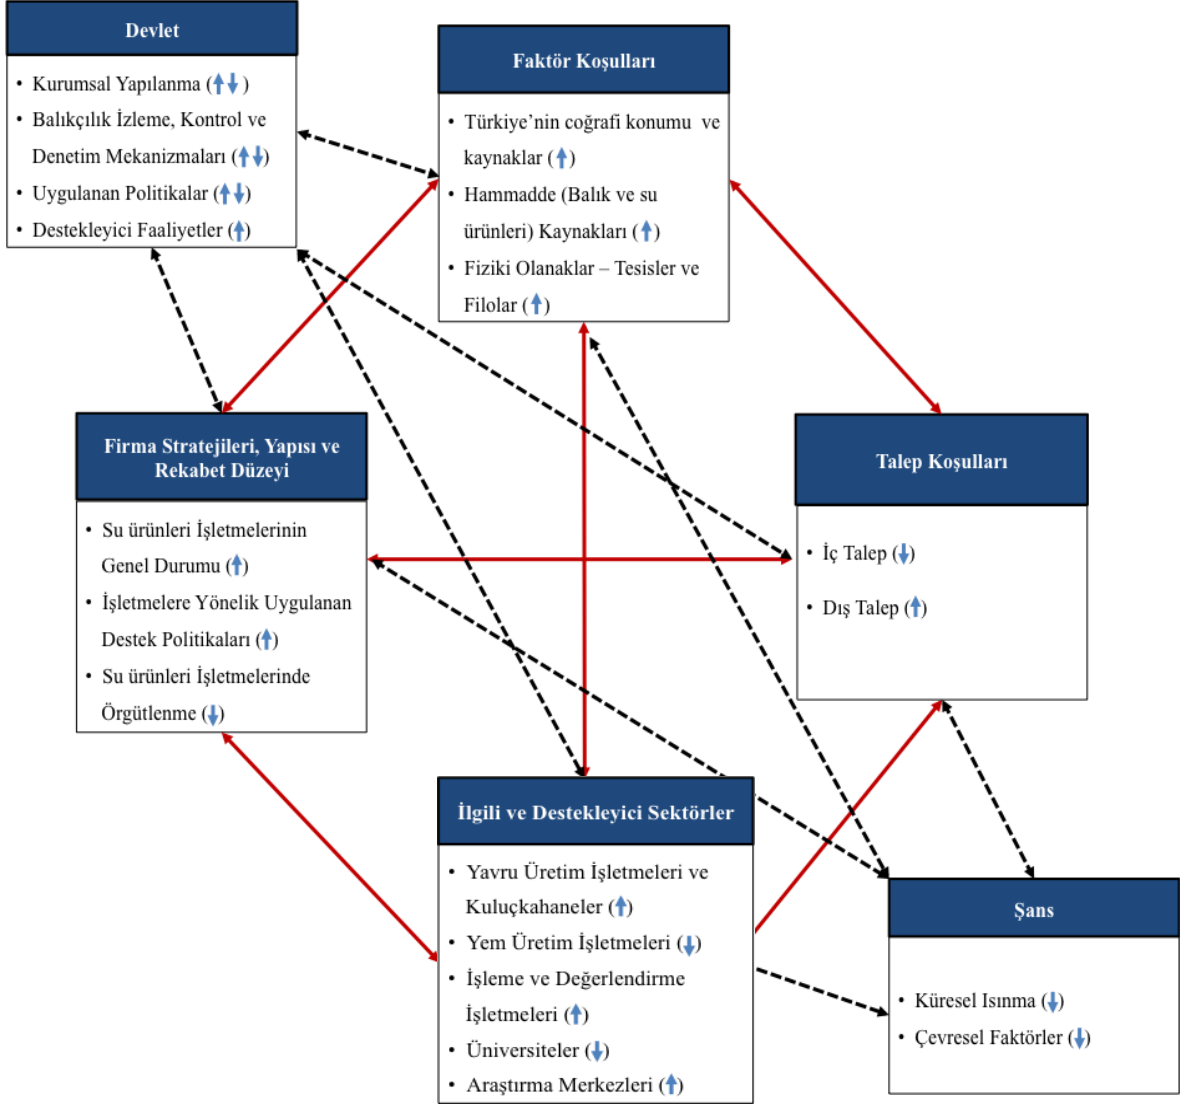 Devlet
• Kurumsal Yapılanma (⬆⬇ )
• Balıkçılık İzleme, Kontrol ve
Denetim Mekanizmaları (⬆⬇)
• Uygulanan Politikalar (⬆⬇)
• Destekleyici Faaliyetler (⬆)
Faktör Koşulları
• Türkiye’nin coğrafi konumu ve
kaynaklar (⬆)
• Hammadde (Balık ve su
ürünleri) Kaynakları (⬆)
• Fiziki Olanaklar – Tesisler ve
Filolar (⬆)
Firma Stratejileri, Yapısı ve
Rekabet Düzeyi
• Su ürünleri İşletmelerinin
Genel Durumu (⬆)
• İşletmelere Yönelik Uygulanan
Destek Politikaları (⬆)
• Su ürünleri İşletmelerinde
Örgütlenme (⬇)
Talep Koşulları
• İç Talep (⬇)
• Dış Talep (⬆)
İlgili ve Destekleyici Sektörler
• Yavru Üretim İşletmeleri ve
Kuluçkahaneler (⬆)
• Yem Üretim İşletmeleri (⬇)
• İşleme ve Değerlendirme
İşletmeleri (⬆)
• Üniversiteler (⬇)
• Araştırma Merkezleri (⬆)
Şans
• Küresel Isınma (⬇)
• Çevresel Faktörler (⬇)